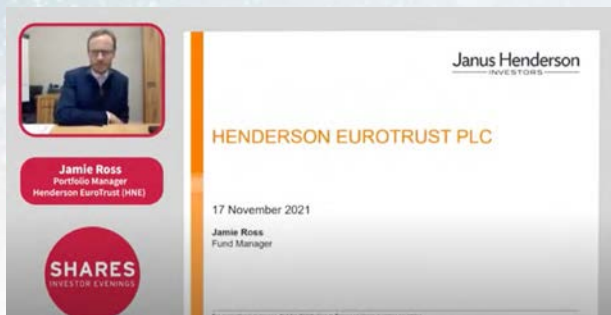 Jamie Ross
Portfolio Manager
Henderson EuroTrust (HNE)
SHARES
INVESTOR EVENINGS
Janus Henderson
INVESTORS
HENDERSON EUROTRUST PLC
17 November 2021
Jamie Ross
Fund Manager